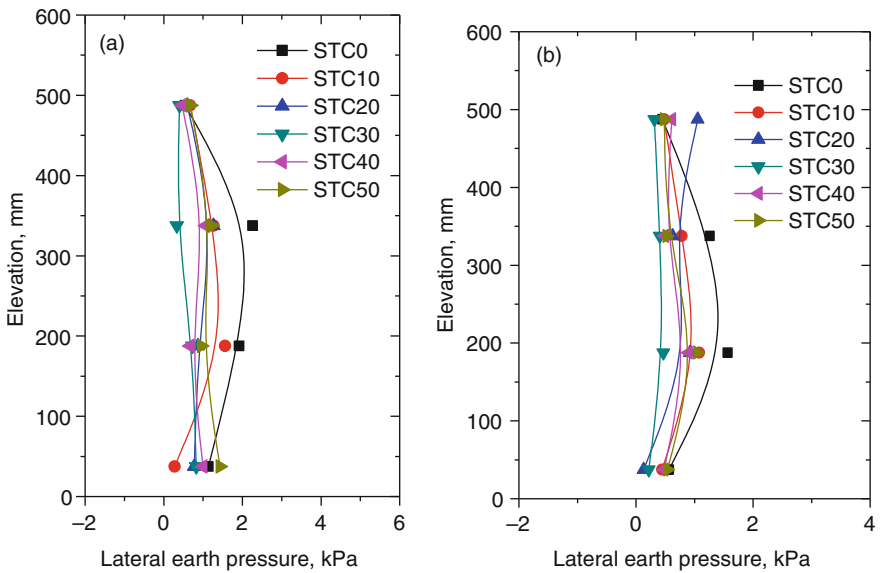 (a)
STC0
STC10
STC20
STC30
STC40
STC50
600
500
400
300
200
100
0
Elevation, mm
−2
0
2
4
6
Lateral earth pressure, kPa
(b)
STC0
STC10
STC20
STC30
STC40
STC50
600
500
400
300
200
100
0
Elevation, mm
−2
0
2
4
Lateral earth pressure, kPa